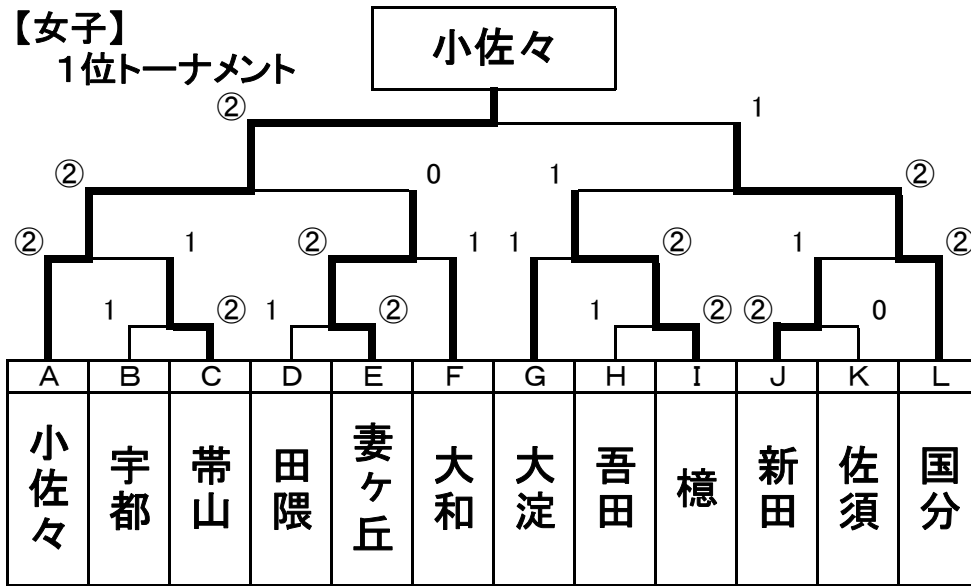 【女子】
1位トーナメント
小佐々
② 1
② 0 1 ②
② 1 ② 1 1 ② 1 ②
1 ② 1 ② 1 ② ② 0
A B C D E F G H I J K L
小佐々
宇都
帯山
田隈
妻ケ丘
大和
大淀
吾田
檍
新田
佐須
国分